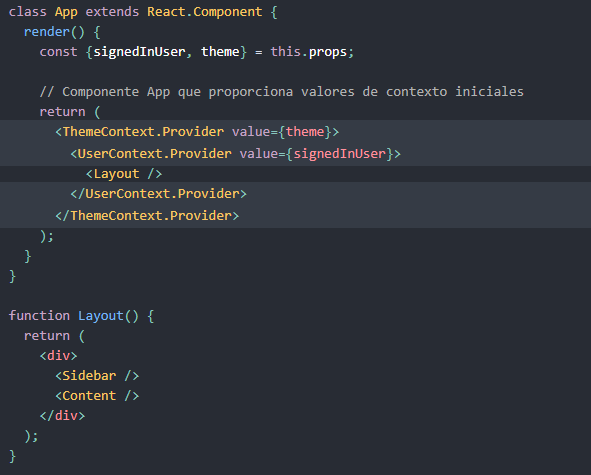 class App extends React.Component {
  render() {
    const {signedInUser, theme} = this.props;

    // Componente App que proporciona valores de contexto iniciales
    return (
      <ThemeContext.Provider value={theme}>
        <UserContext.Provider value={signedInUser}>
          <Layout />
        </UserContext.Provider>
      </ThemeContext.Provider>
    );
  }
}

function Layout() {
  return (
    <div>
      <Sidebar />
      <Content />
    </div>
  );
}